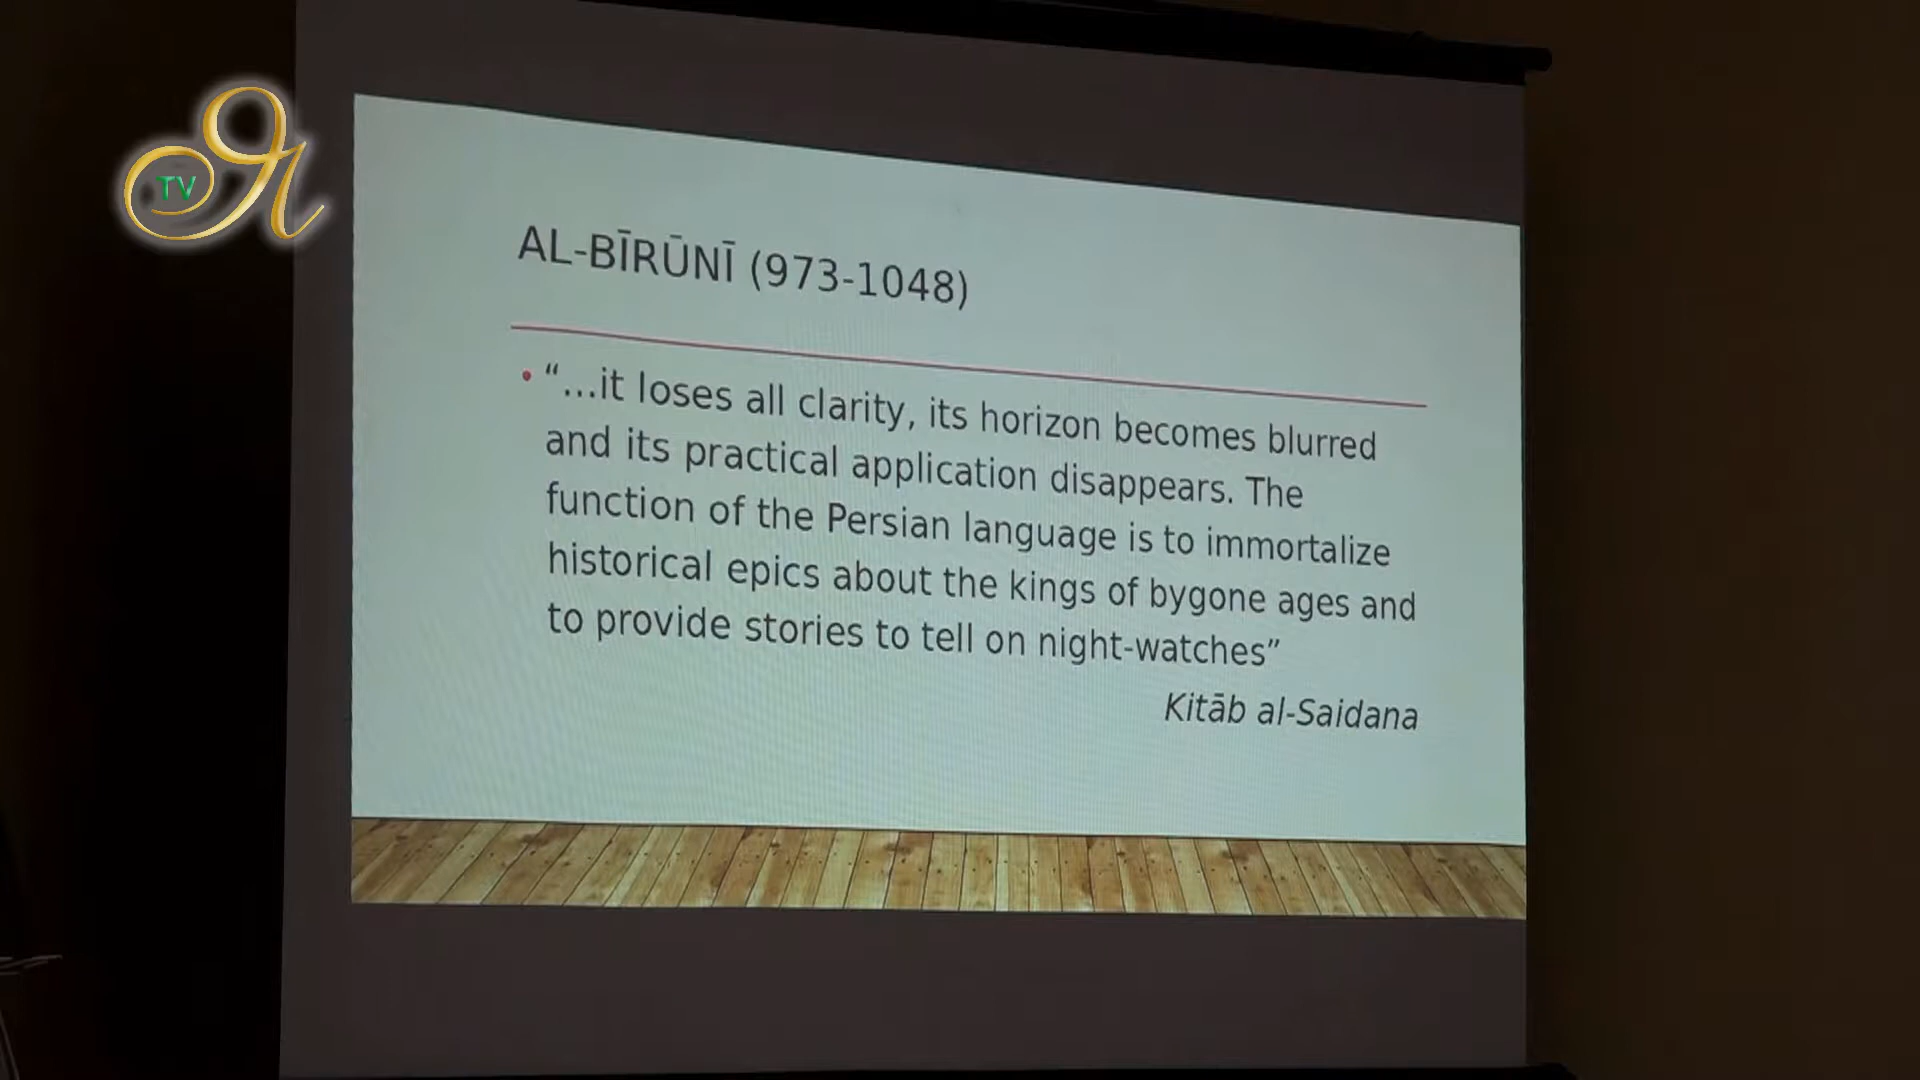 TV
AL-BĪRŪNĪ (973-1048)
• “...it loses all clarity, its horizon becomes blurred
and its practical application disappears. The
function of the Persian language is to immortalize
historical epics about the kings of bygone ages and
to provide stories to tell on night-watches”
Kitāb al-Saidana